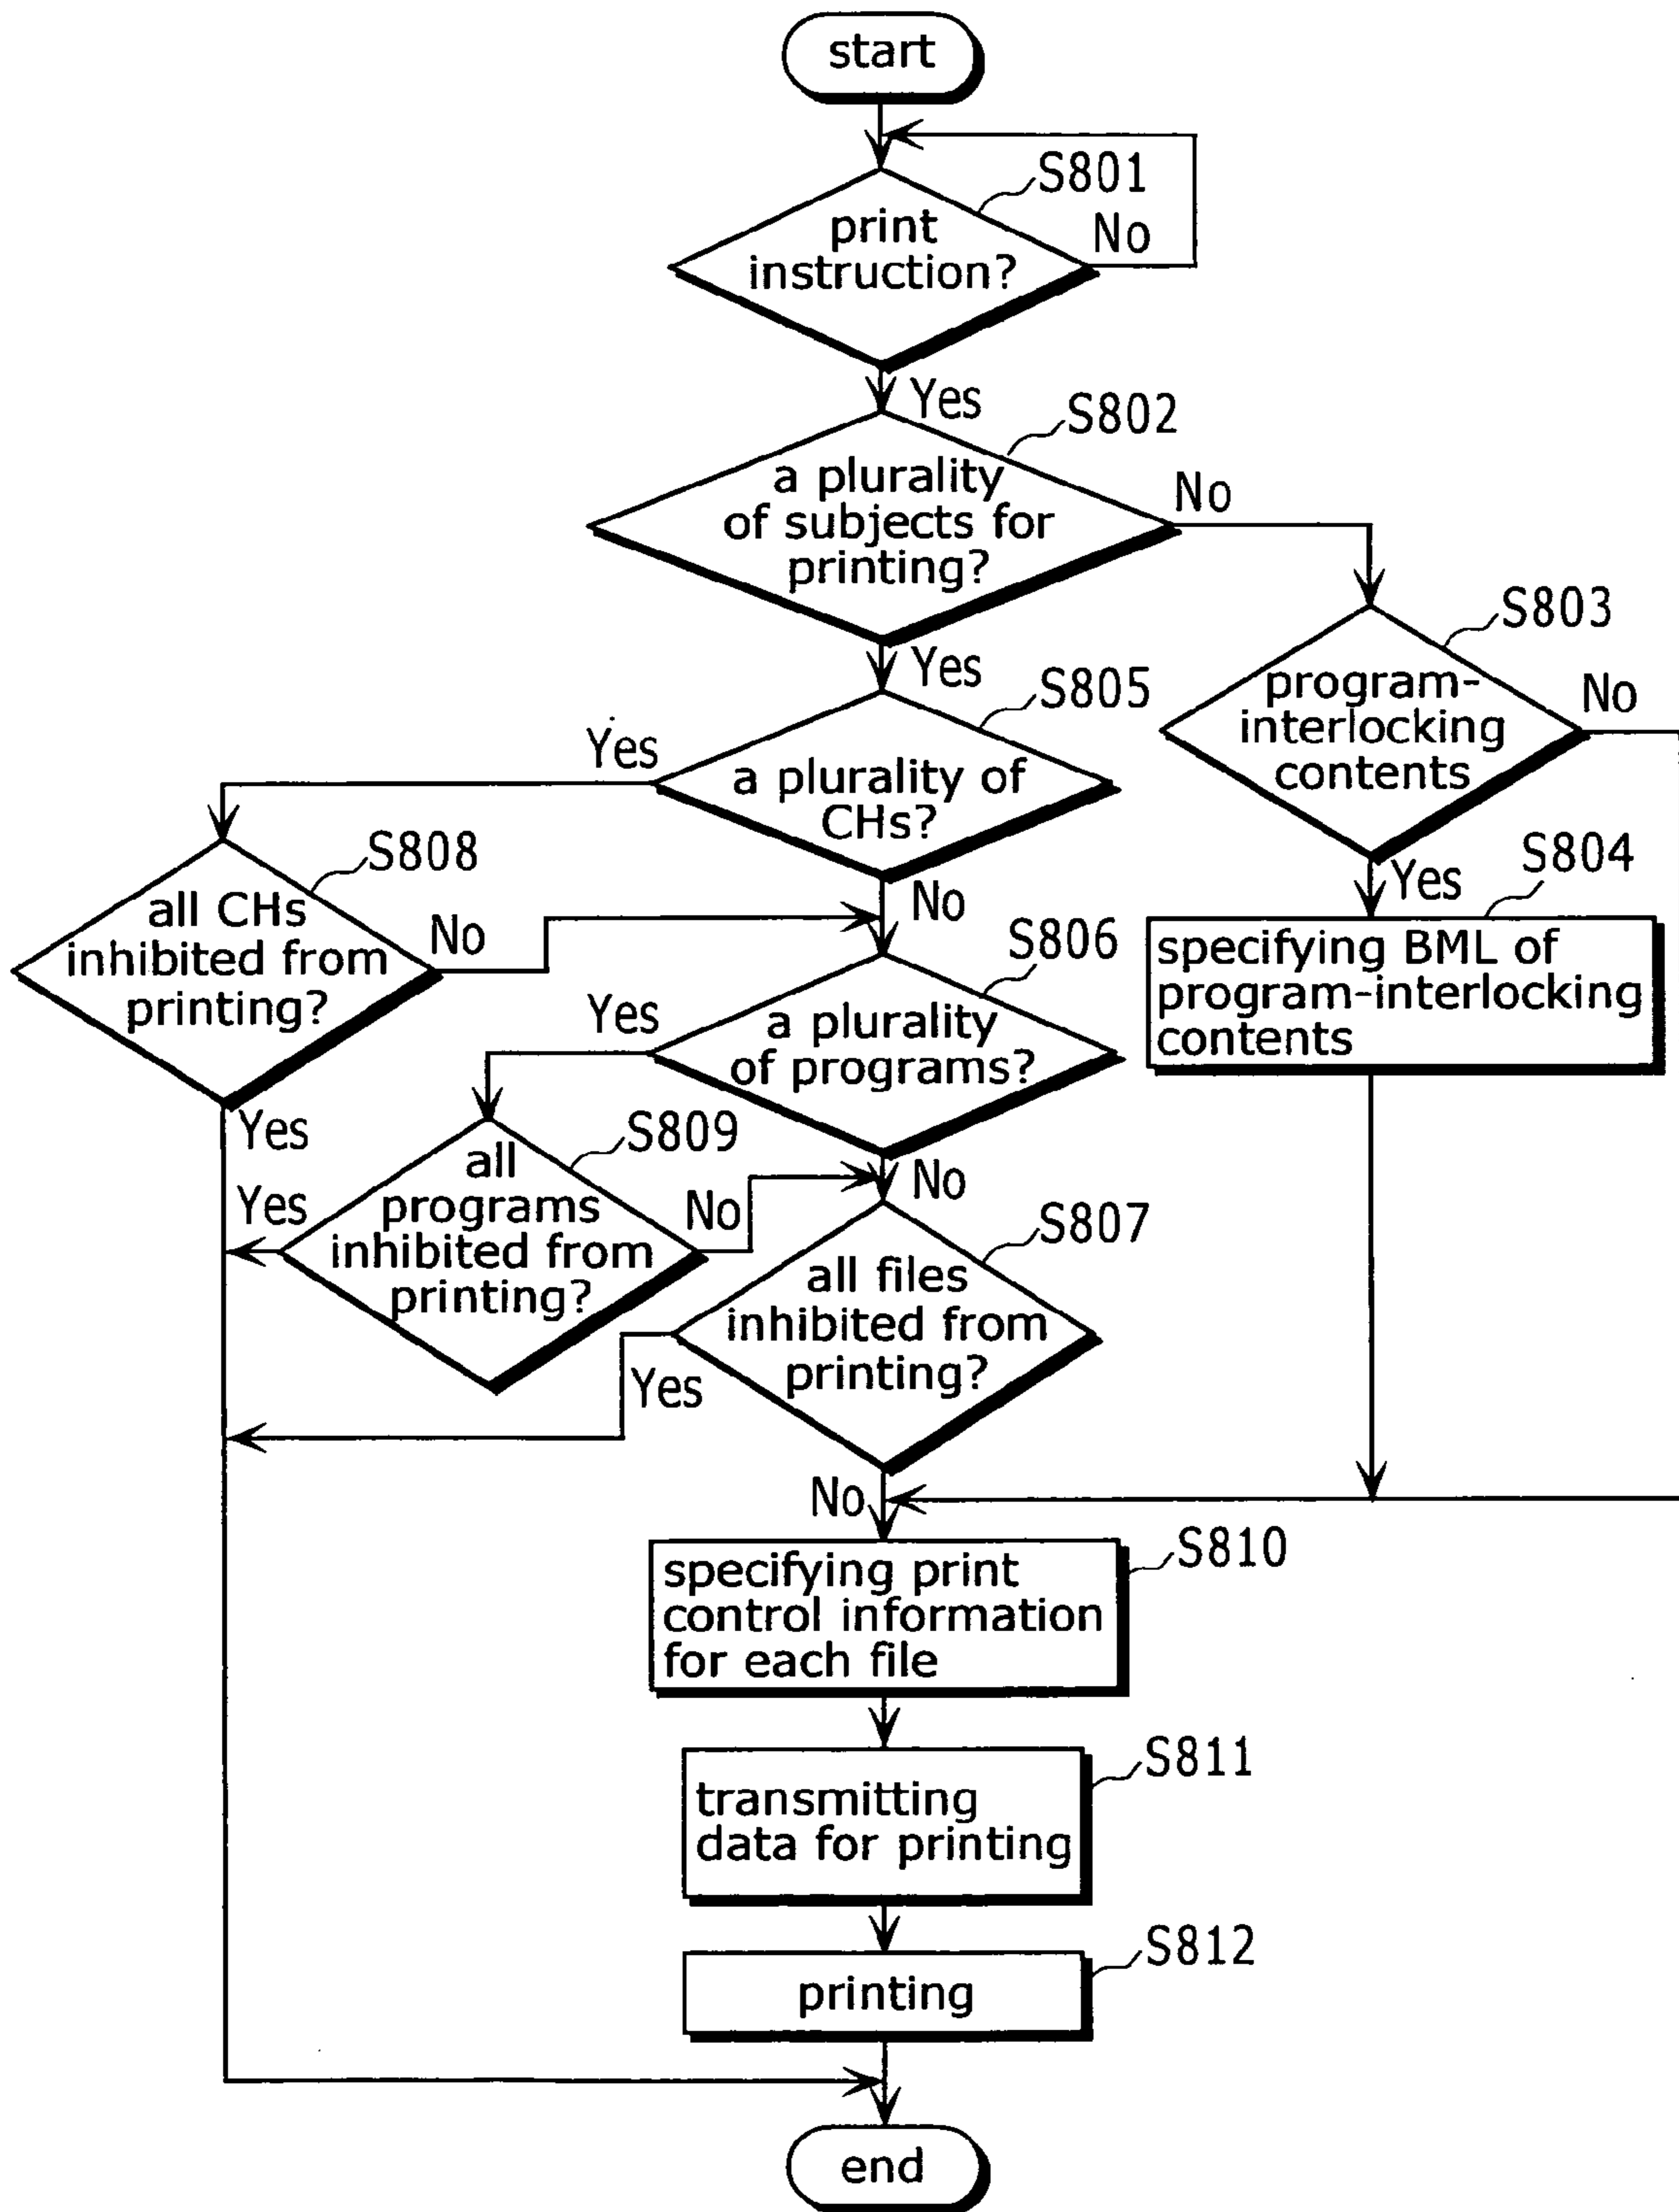 start
S801
print
instruction?
No
Yes
S802
a plurality
of subjects for
printing?
No
S803
program-
interlocking
contents
No
Yes
S804
specifying BML of
program-interlocking
contents
Yes
S805
a plurality of
CHs?
Yes
No
S808
all CHs
inhibited from
printing?
No
Yes
S806
a plurality
of programs?
Yes
No
S809
all
programs
inhibited from
printing?
Yes
No
S807
all files
inhibited from
printing?
Yes
No
S810
specifying print
control information
for each file
S811
transmitting
data for printing
S812
printing
end